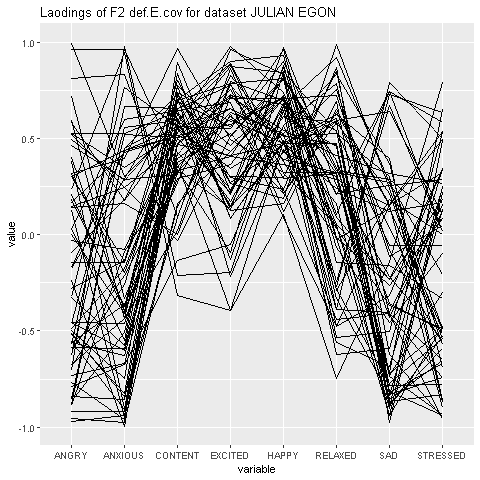 Laodings of F2 def.E.cov for dataset JULIAN EGON
1.0
0.5
0.0
-0.5
-1.0
value
ANGRY ANXIOUS CONTENT EXCITED HAPPY RELAXED SAD STRESSED
variable